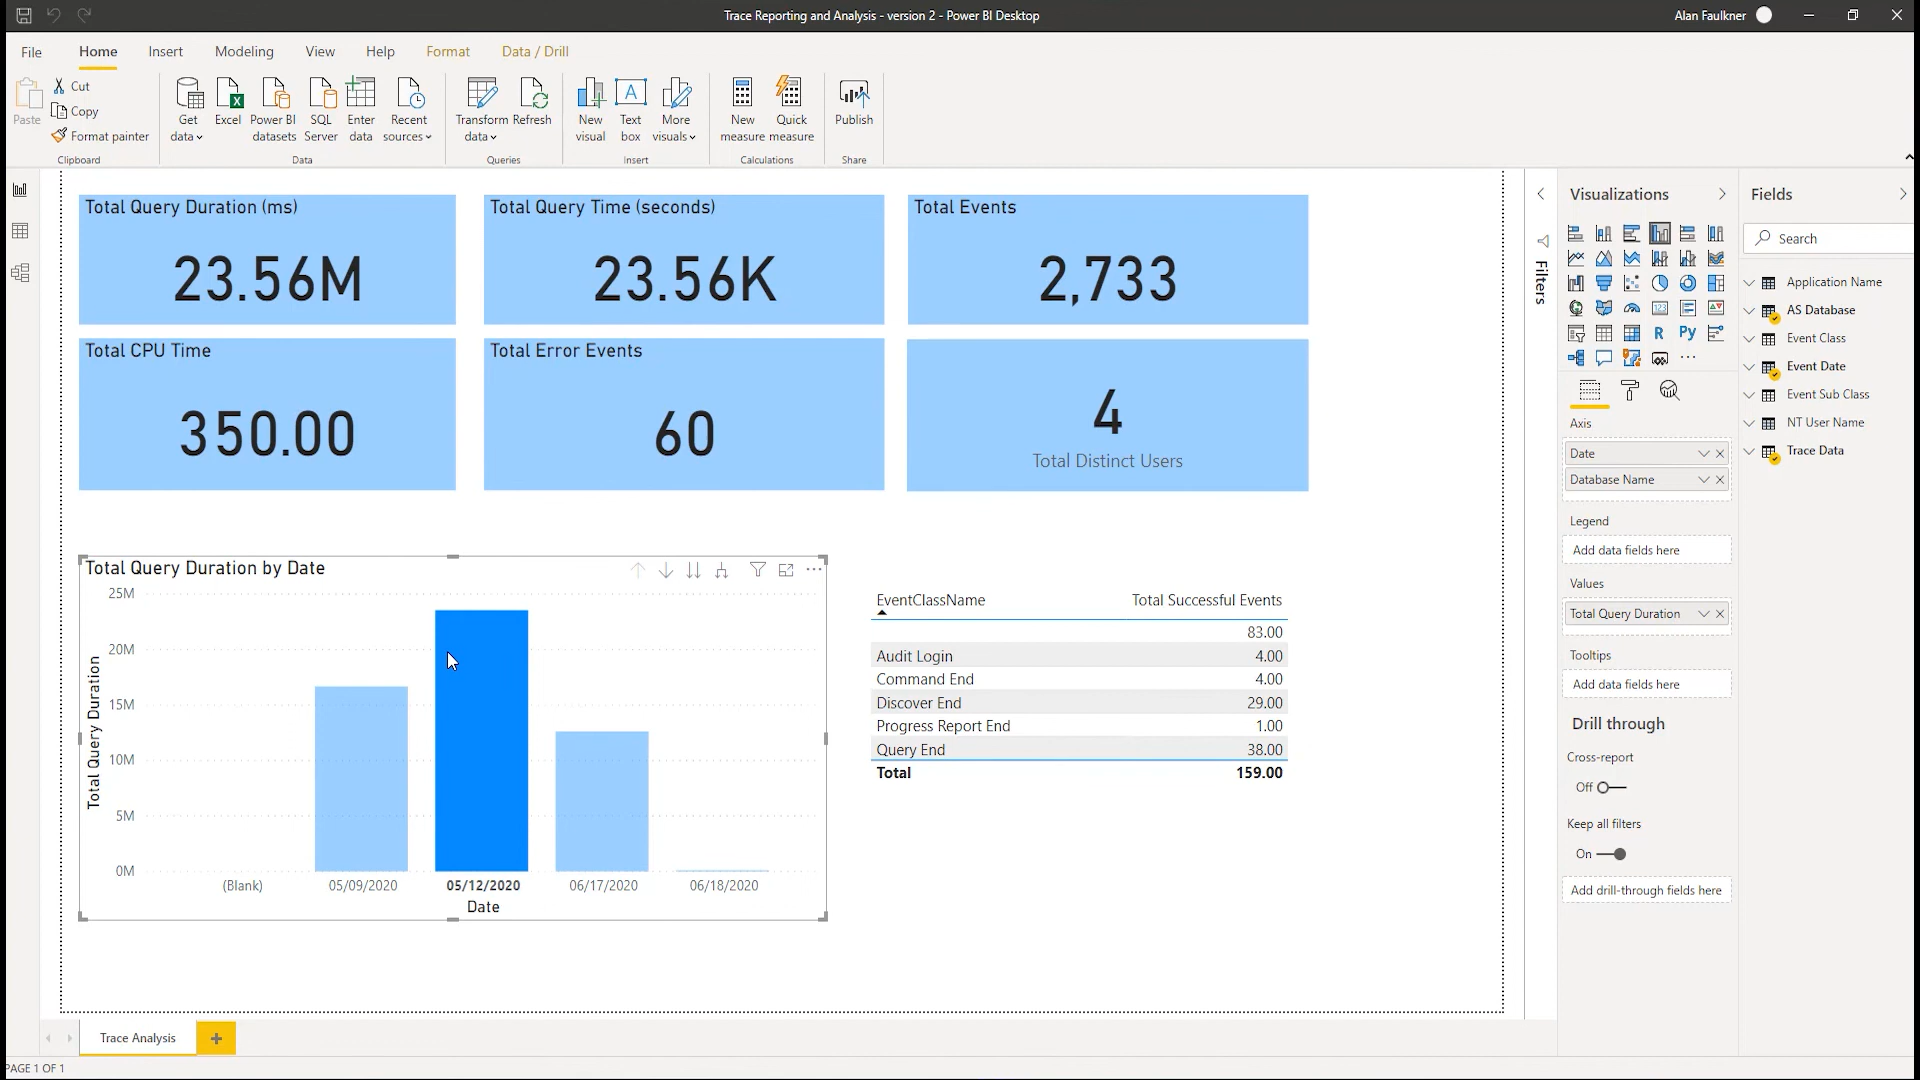 Trace Reporting and Analysis - version 2 - Power BI Desktop
Alan Faulkner
File Home Insert Modeling View Help Format Data / Drill
Paste
Cut
Copy
Format painter
Clipboard
Get data
Excel
Power BI datasets
SQL Server
Enter data
Recent sources
Data
Transform data
Refresh
Queries
New visual
Text box
More visuals
Insert
New measure
Quick measure
Calculations
Publish
Share
Total Query Duration (ms)
23.56M
Total Query Time (seconds)
23.56K
Total Events
2,733
Total CPU Time
350.00
Total Error Events
60
4
Total Distinct Users
Total Query Duration by Date
Total Query Duration
25M
20M
15M
10M
5M
0M
(Blank) 05/09/2020 05/12/2020 06/17/2020 06/18/2020
Date
EventClassName Total Successful Events
83.00
Audit Login 4.00
Command End 4.00
Discover End 29.00
Progress Report End 1.00
Query End 38.00
Total 159.00
Filters
Visualizations
123
R
Py
Axis
Date
Database Name
Legend
Add data fields here
Values
Total Query Duration
Tooltips
Add data fields here
Drill through
Cross-report
Off
Keep all filters
On
Add drill-through fields here
Fields
Search
Application Name
AS Database
Event Class
Event Date
Event Sub Class
NT User Name
Trace Data
Trace Analysis
PAGE 1 OF 1